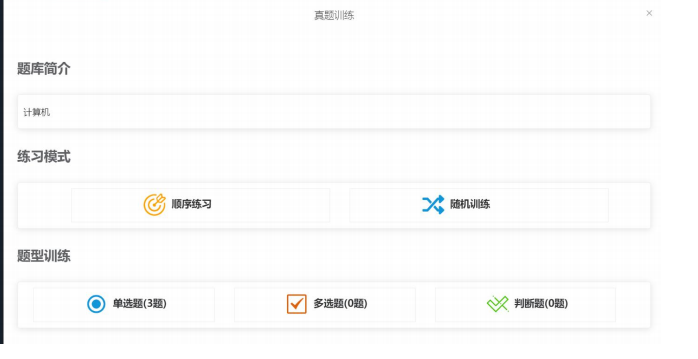 真题训练
×
题库简介
计算机
练习模式
顺序练习
随机训练
题型训练
单选题(3题)
多选题(0题)
判断题(0题)